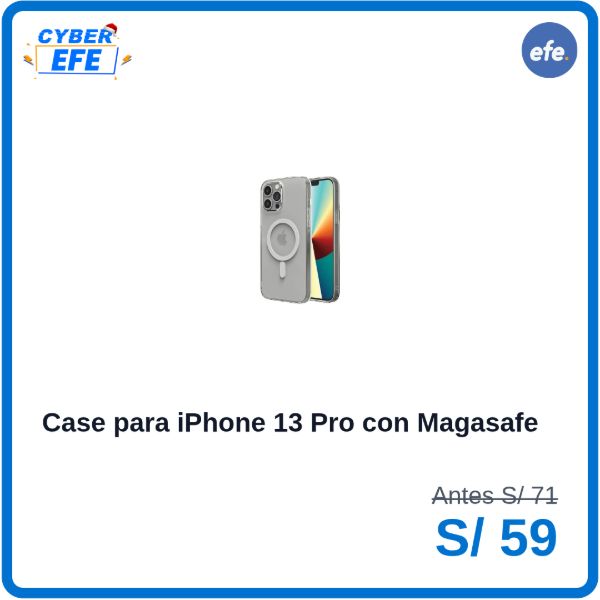 CYBER
EFE
efe.
Case para iPhone 13 Pro con Magasafe
Antes S/ 71
S/ 59